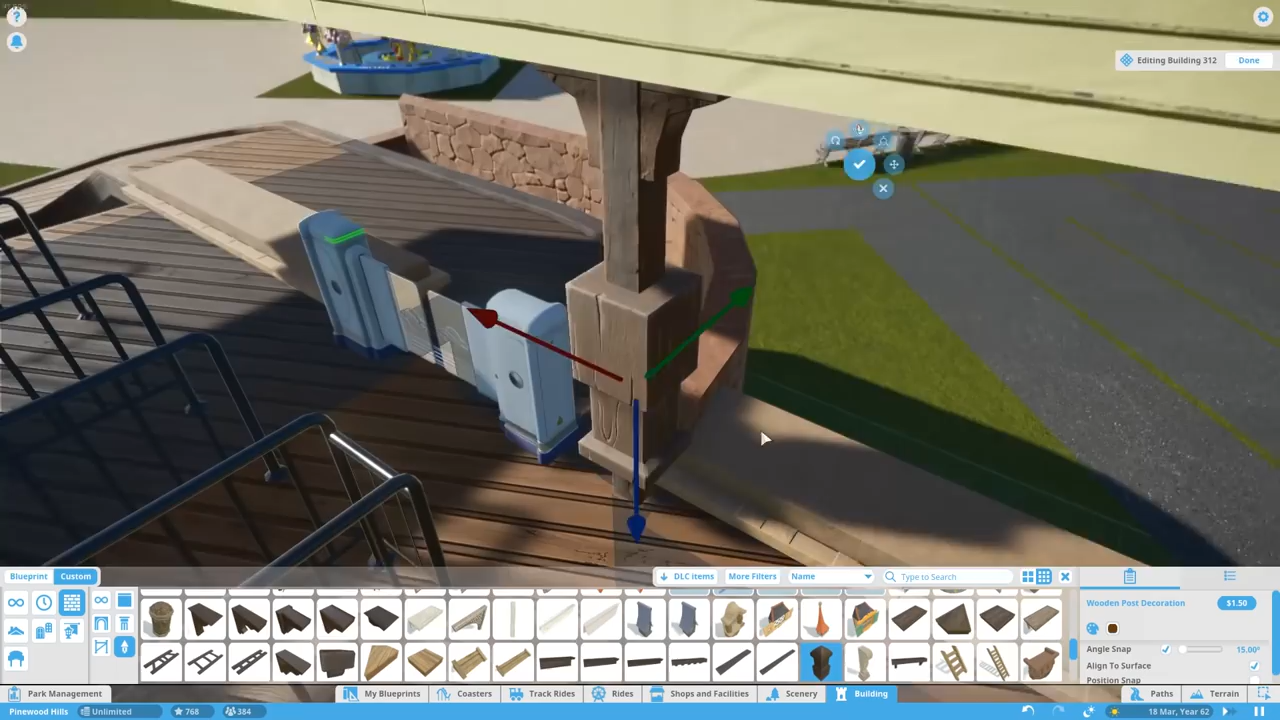 Editing Building 312
Done
Blueprint
Custom
DLC items
More Filters
Name
Type to Search
Wooden Post Decoration
$1.50
Angle Snap
15.00°
Align To Surface
Position Snap
Park Management
My Blueprints
Coasters
Track Rides
Rides
Shops and Facilities
Scenery
Building
Paths
Terrain
Pinewood Hills
Unlimited
768
384
18 Mar, Year 62